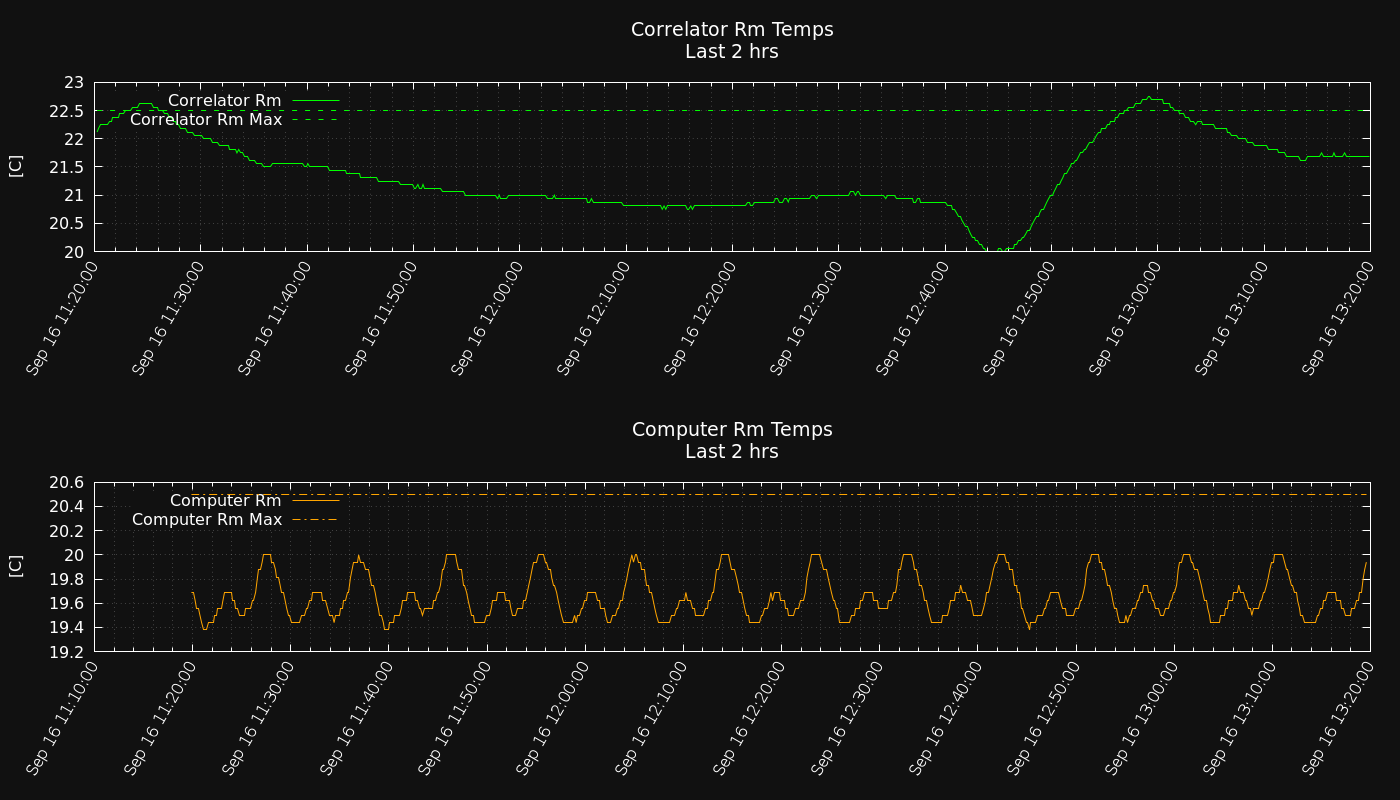 Correlator Rm Temps
Last 2 hrs
[C]
23
22.5
22
21.5
21
20.5
20
Correlator Rm
Correlator Rm Max
Sep 16 11:20:00
Sep 16 11:30:00
Sep 16 11:40:00
Sep 16 11:50:00
Sep 16 12:00:00
Sep 16 12:10:00
Sep 16 12:20:00
Sep 16 12:30:00
Sep 16 12:40:00
Sep 16 12:50:00
Sep 16 13:00:00
Sep 16 13:10:00
Sep 16 13:20:00
Computer Rm Temps
Last 2 hrs
[C]
20.6
20.4
20.2
20
19.8
19.6
19.4
19.2
Computer Rm
Computer Rm Max
Sep 16 11:10:00
Sep 16 11:20:00
Sep 16 11:30:00
Sep 16 11:40:00
Sep 16 11:50:00
Sep 16 12:00:00
Sep 16 12:10:00
Sep 16 12:20:00
Sep 16 12:30:00
Sep 16 12:40:00
Sep 16 12:50:00
Sep 16 13:00:00
Sep 16 13:10:00
Sep 16 13:20:00